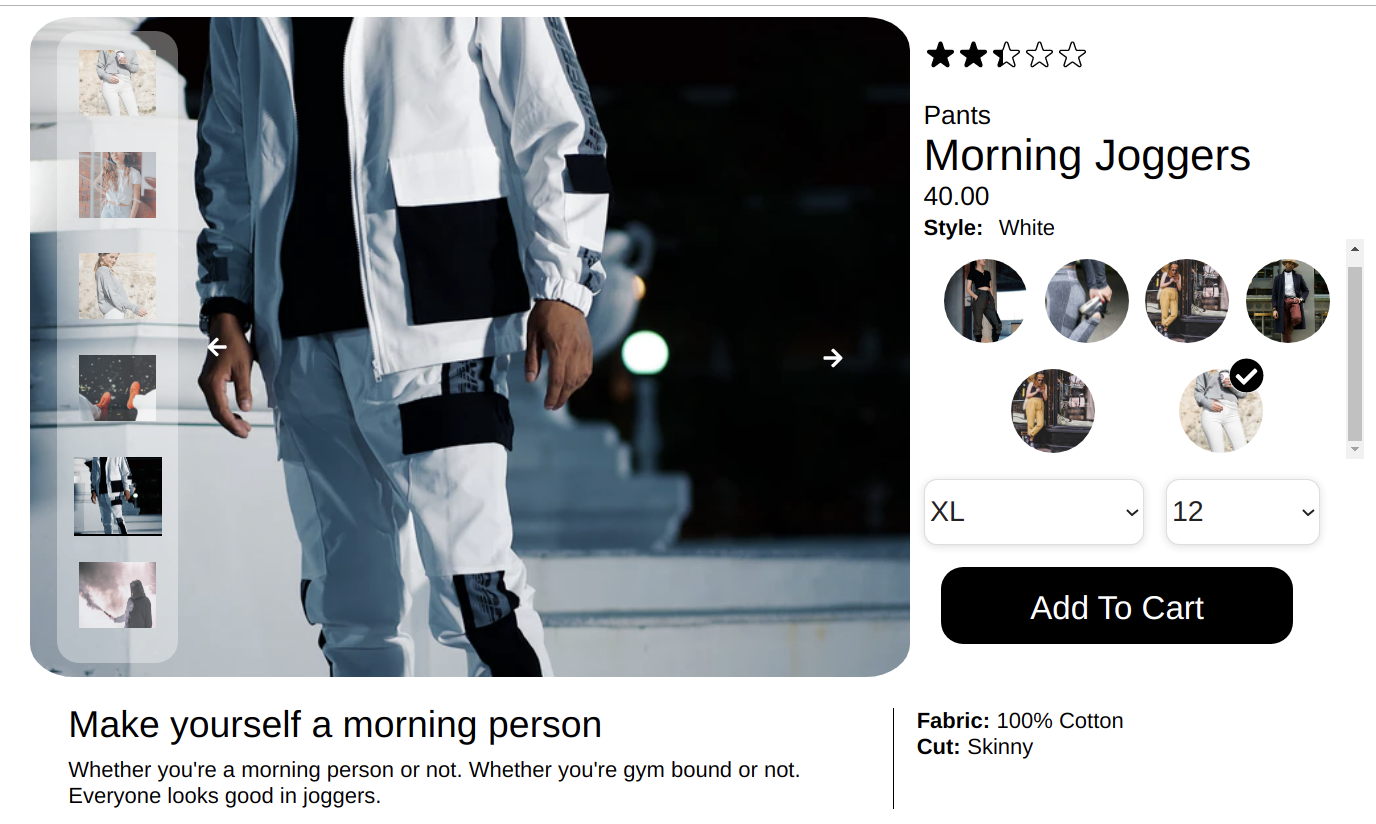 Pants
Morning Joggers
40.00
Style: White
XL
12
Add To Cart
Make yourself a morning person
Whether you're a morning person or not. Whether you're gym bound or not.
Everyone looks good in joggers.
Fabric: 100% Cotton
Cut: Skinny